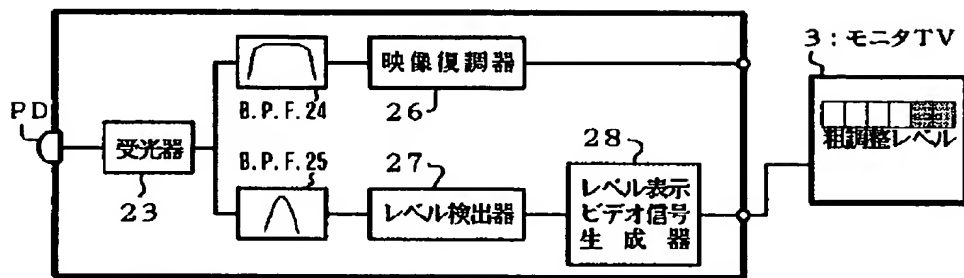 3:モニタTV
粗調整レベル
PD
受光器
23
B.P.F.24
映像復調器
26
B.P.F.25
27
レベル検出器
28
レベル表示
ビデオ信号
生成器